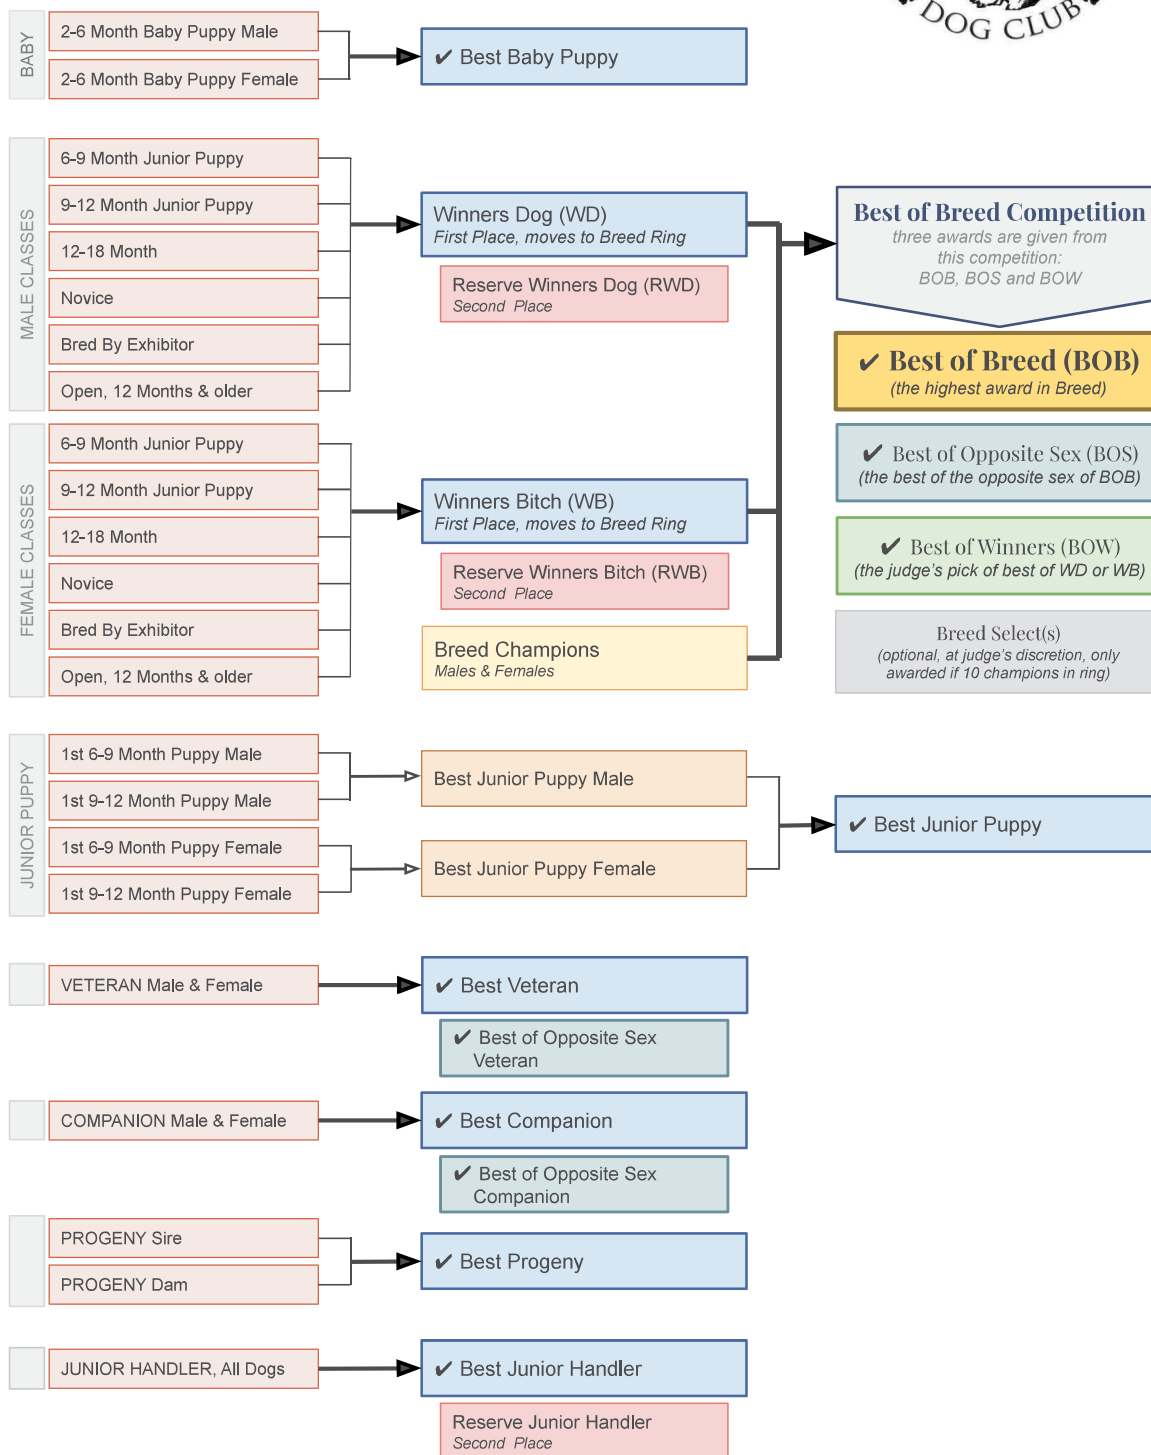 DOG CLUB
BABY
2-6 Month Baby Puppy Male
2-6 Month Baby Puppy Female
✔ Best Baby Puppy
MALE CLASSES
6-9 Month Junior Puppy
9-12 Month Junior Puppy
12-18 Month
Novice
Bred By Exhibitor
Open, 12 Months & older
Winners Dog (WD)
First Place, moves to Breed Ring
Reserve Winners Dog (RWD)
Second Place
FEMALE CLASSES
6-9 Month Junior Puppy
9-12 Month Junior Puppy
12-18 Month
Novice
Bred By Exhibitor
Open, 12 Months & older
Winners Bitch (WB)
First Place, moves to Breed Ring
Reserve Winners Bitch (RWB)
Second Place
Breed Champions
Males & Females
Best of Breed Competition
three awards are given from
this competition:
BOB, BOS and BOW
✔ Best of Breed (BOB)
(the highest award in Breed)
✔ Best of Opposite Sex (BOS)
(the best of the opposite sex of BOB)
✔ Best of Winners (BOW)
(the judge's pick of best of WD or WB)
Breed Select(s)
(optional, at judge's discretion, only
awarded if 10 champions in ring)
JUNIOR PUPPY
1st 6-9 Month Puppy Male
1st 9-12 Month Puppy Male
1st 6-9 Month Puppy Female
1st 9-12 Month Puppy Female
Best Junior Puppy Male
Best Junior Puppy Female
✔ Best Junior Puppy
VETERAN Male & Female
✔ Best Veteran
✔ Best of Opposite Sex
Veteran
COMPANION Male & Female
✔ Best Companion
✔ Best of Opposite Sex
Companion
PROGENY Sire
PROGENY Dam
✔ Best Progeny
JUNIOR HANDLER, All Dogs
✔ Best Junior Handler
Reserve Junior Handler
Second Place